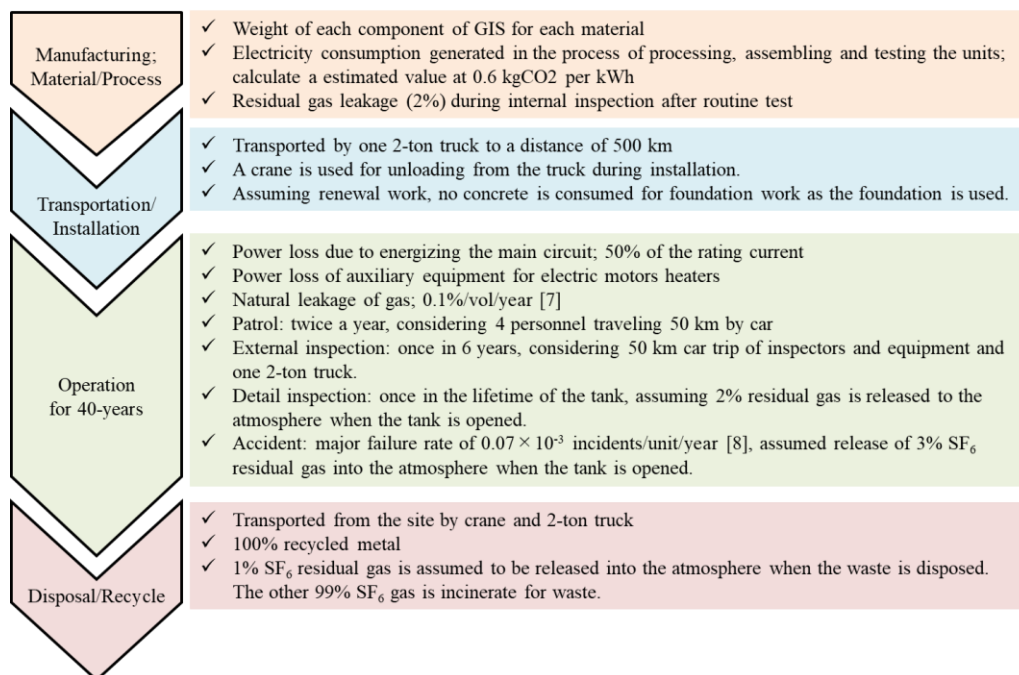 Manufacturing;
Material/Process
✓ Weight of each component of GIS for each material
✓ Electricity consumption generated in the process of processing, assembling and testing the units;
calculate a estimated value at 0.6 kgCO2 per kWh
✓ Residual gas leakage (2%) during internal inspection after routine test
Transportation/
Installation
✓ Transported by one 2-ton truck to a distance of 500 km
✓ A crane is used for unloading from the truck during installation.
✓ Assuming renewal work, no concrete is consumed for foundation work as the foundation is used.
Operation
for 40-years
✓ Power loss due to energizing the main circuit; 50% of the rating current
✓ Power loss of auxiliary equipment for electric motors heaters
✓ Natural leakage of gas; 0.1%/vol/year [7]
✓ Patrol: twice a year, considering 4 personnel traveling 50 km by car
✓ External inspection: once in 6 years, considering 50 km car trip of inspectors and equipment and
one 2-ton truck.
✓ Detail inspection: once in the lifetime of the tank, assuming 2% residual gas is released to the
atmosphere when the tank is opened.
✓ Accident: major failure rate of 0.07 × 10⁻³ incidents/unit/year [8], assumed release of 3% SF₆
residual gas into the atmosphere when the tank is opened.
Disposal/Recycle
✓ Transported from the site by crane and 2-ton truck
✓ 100% recycled metal
✓ 1% SF₆ residual gas is assumed to be released into the atmosphere when the waste is disposed.
The other 99% SF₆ gas is incinerate for waste.